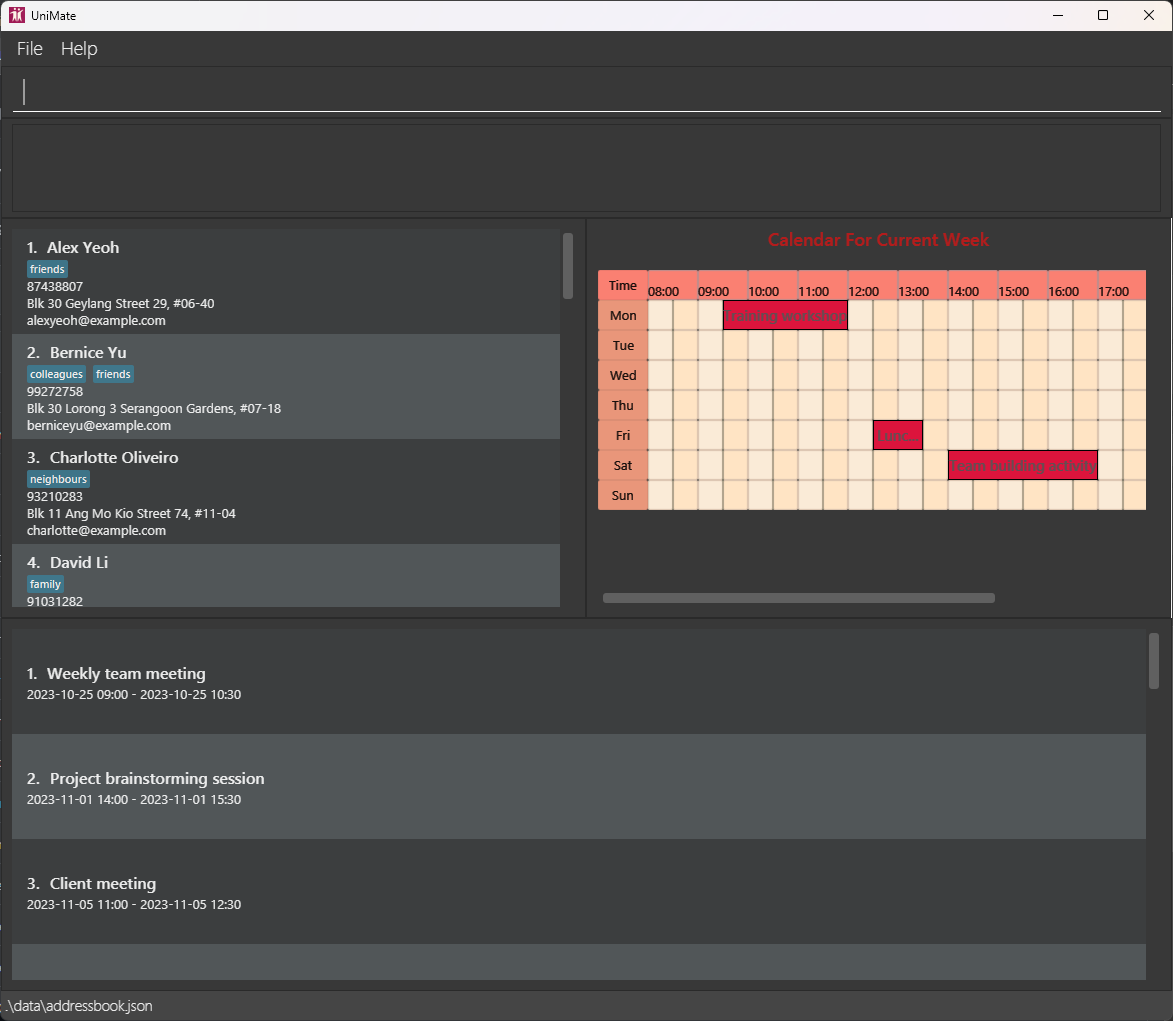 UniMate
File Help
1. Alex Yeoh
friends
87438807
Blk 30 Geylang Street 29, #06-40
alexyeoh@example.com
2. Bernice Yu
colleagues friends
99272758
Blk 30 Lorong 3 Serangoon Gardens, #07-18
berniceyu@example.com
3. Charlotte Oliveiro
neighbours
93210283
Blk 11 Ang Mo Kio Street 74, #11-04
charlotte@example.com
4. David Li
family
91031282
Calendar For Current Week
Time 08:00 09:00 10:00 11:00 12:00 13:00 14:00 15:00 16:00 17:00
Mon Training workshop
Tue
Wed
Thu
Fri Lunc...
Sat Team building activity
Sun
1. Weekly team meeting
2023-10-25 09:00 - 2023-10-25 10:30
2. Project brainstorming session
2023-11-01 14:00 - 2023-11-01 15:30
3. Client meeting
2023-11-05 11:00 - 2023-11-05 12:30
.\data\addressbook.json